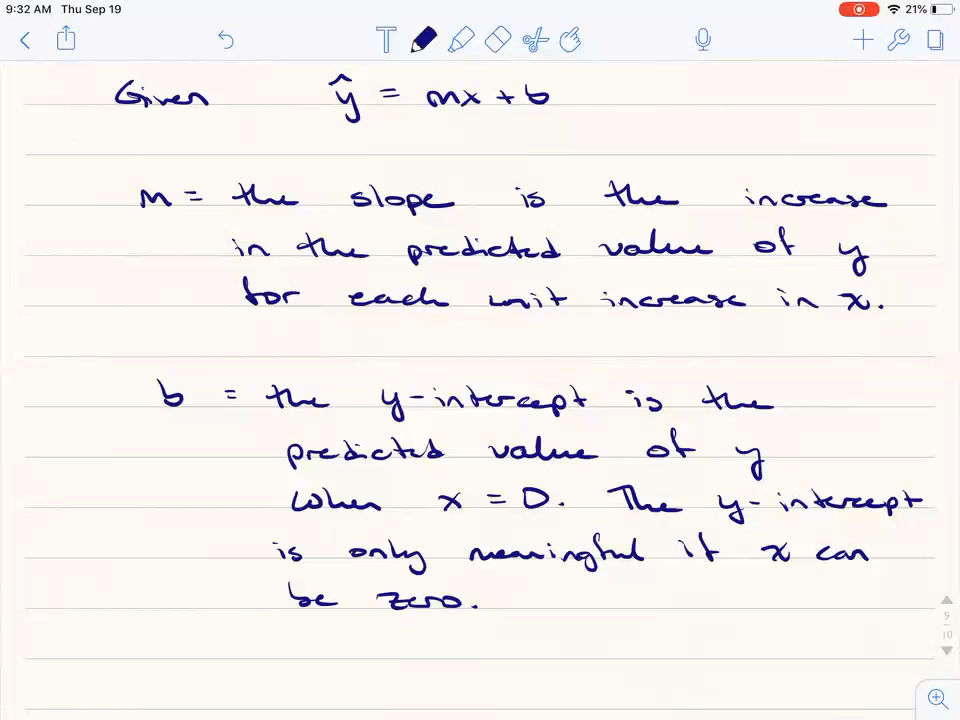 9:32 AM Thu Sep 19
21%
T
Given ŷ = mx + b
m = the slope is the increase
in the predicted value of y
for each unit increase in x.
b = the y-intercept is the
predicted value of y
when x = 0. The y-intercept
is only meaningful if x can
be zero.
9
10